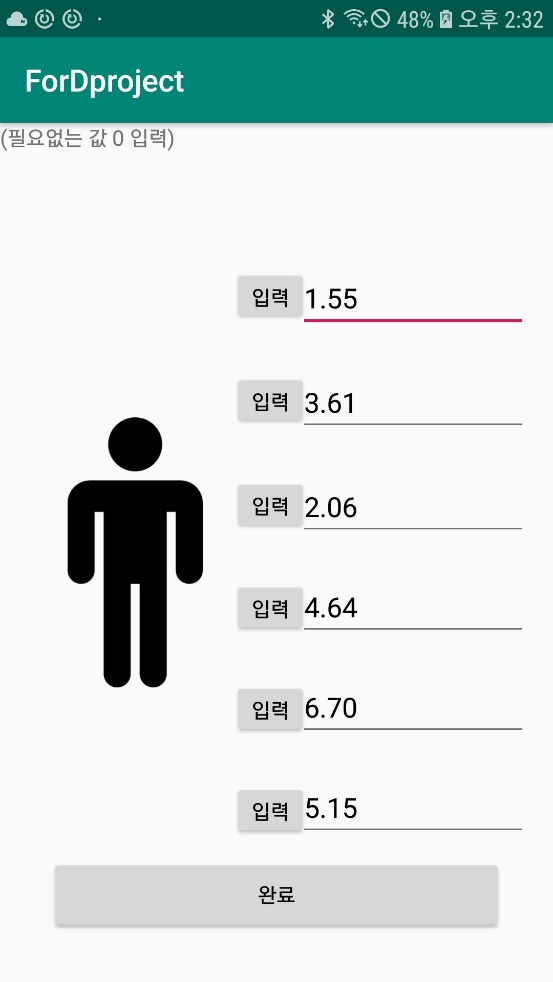 48% 오후 2:32
ForDproject
(필요없는 값 0 입력)
입력 1.55
입력 3.61
입력 2.06
입력 4.64
입력 6.70
입력 5.15
완료